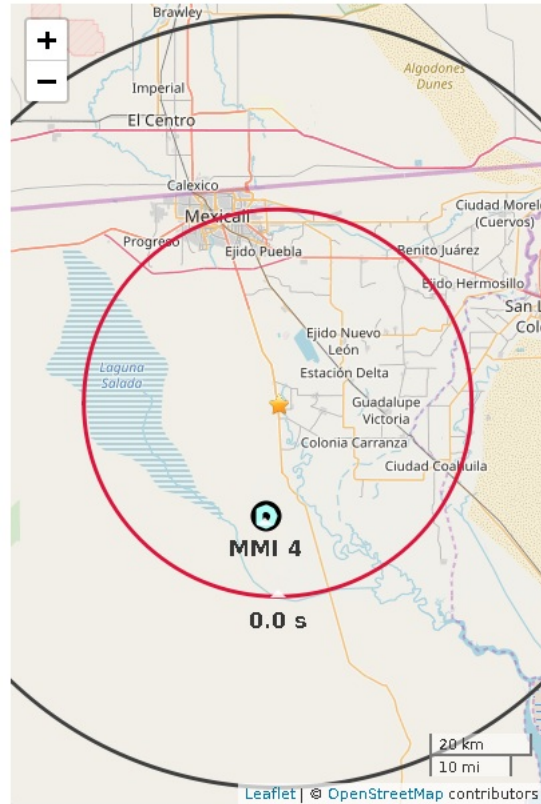 +
Brawley
−
Algodones
Dunes
Imperial
El Centro
Calexico
Mexicali
Ciudad Morelo
(Cuervos)
Progreso
Ejido Puebla
Benito Juárez
Ejido Hermosillo
San L
Colo
Ejido Nuevo
León
Laguna
Salada
Estación Delta
Guadalupe
Victoria
Colonia Carranza
Ciudad Coahuila
MMI 4
0.0 s
20 km
10 mi
Leaflet | © OpenStreetMap contributors